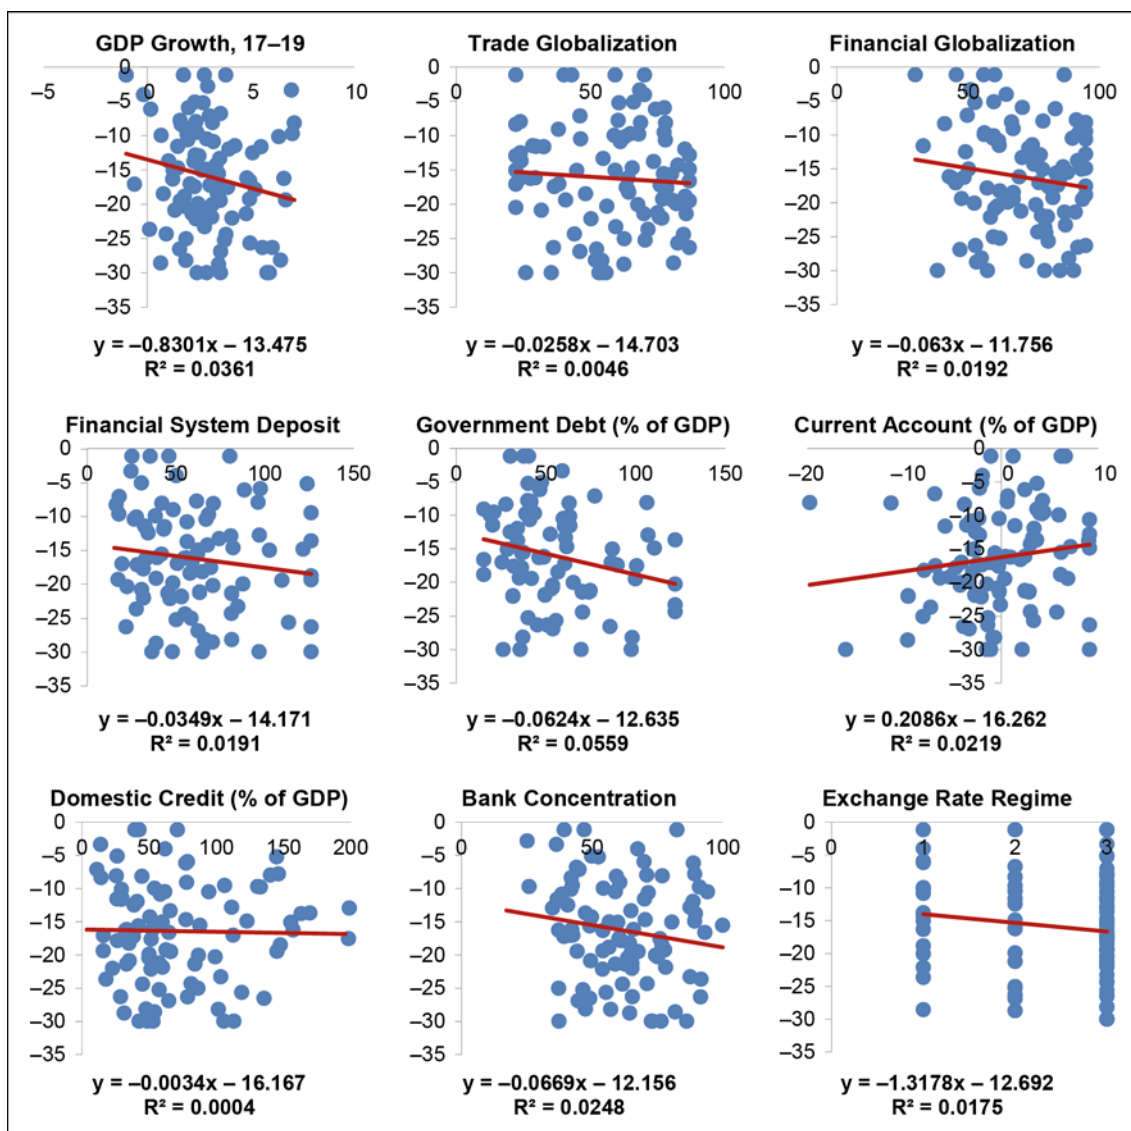 GDP Growth, 17–19
0
–5 0 5 10
–5
–10
–15
–20
–25
–30
–35
y = –0.8301x – 13.475
R² = 0.0361
Trade Globalization
0
0 50 100
–5
–10
–15
–20
–25
–30
–35
y = –0.0258x – 14.703
R² = 0.0046
Financial Globalization
0
0 50 100
–5
–10
–15
–20
–25
–30
–35
y = –0.063x – 11.756
R² = 0.0192
Financial System Deposit
0
0 50 100 150
–5
–10
–15
–20
–25
–30
–35
y = –0.0349x – 14.171
R² = 0.0191
Government Debt (% of GDP)
0
0 50 100 150
–5
–10
–15
–20
–25
–30
–35
y = –0.0624x – 12.635
R² = 0.0559
Current Account (% of GDP)
0
–20 –10 0 10
–5
–10
–15
–20
–25
–30
–35
y = 0.2086x – 16.262
R² = 0.0219
Domestic Credit (% of GDP)
0
0 50 100 150 200
–5
–10
–15
–20
–25
–30
–35
y = –0.0034x – 16.167
R² = 0.0004
Bank Concentration
0
0 50 100
–5
–10
–15
–20
–25
–30
–35
y = –0.0669x – 12.156
R² = 0.0248
Exchange Rate Regime
0
0 1 2 3
–5
–10
–15
–20
–25
–30
–35
y = –1.3178x – 12.692
R² = 0.0175